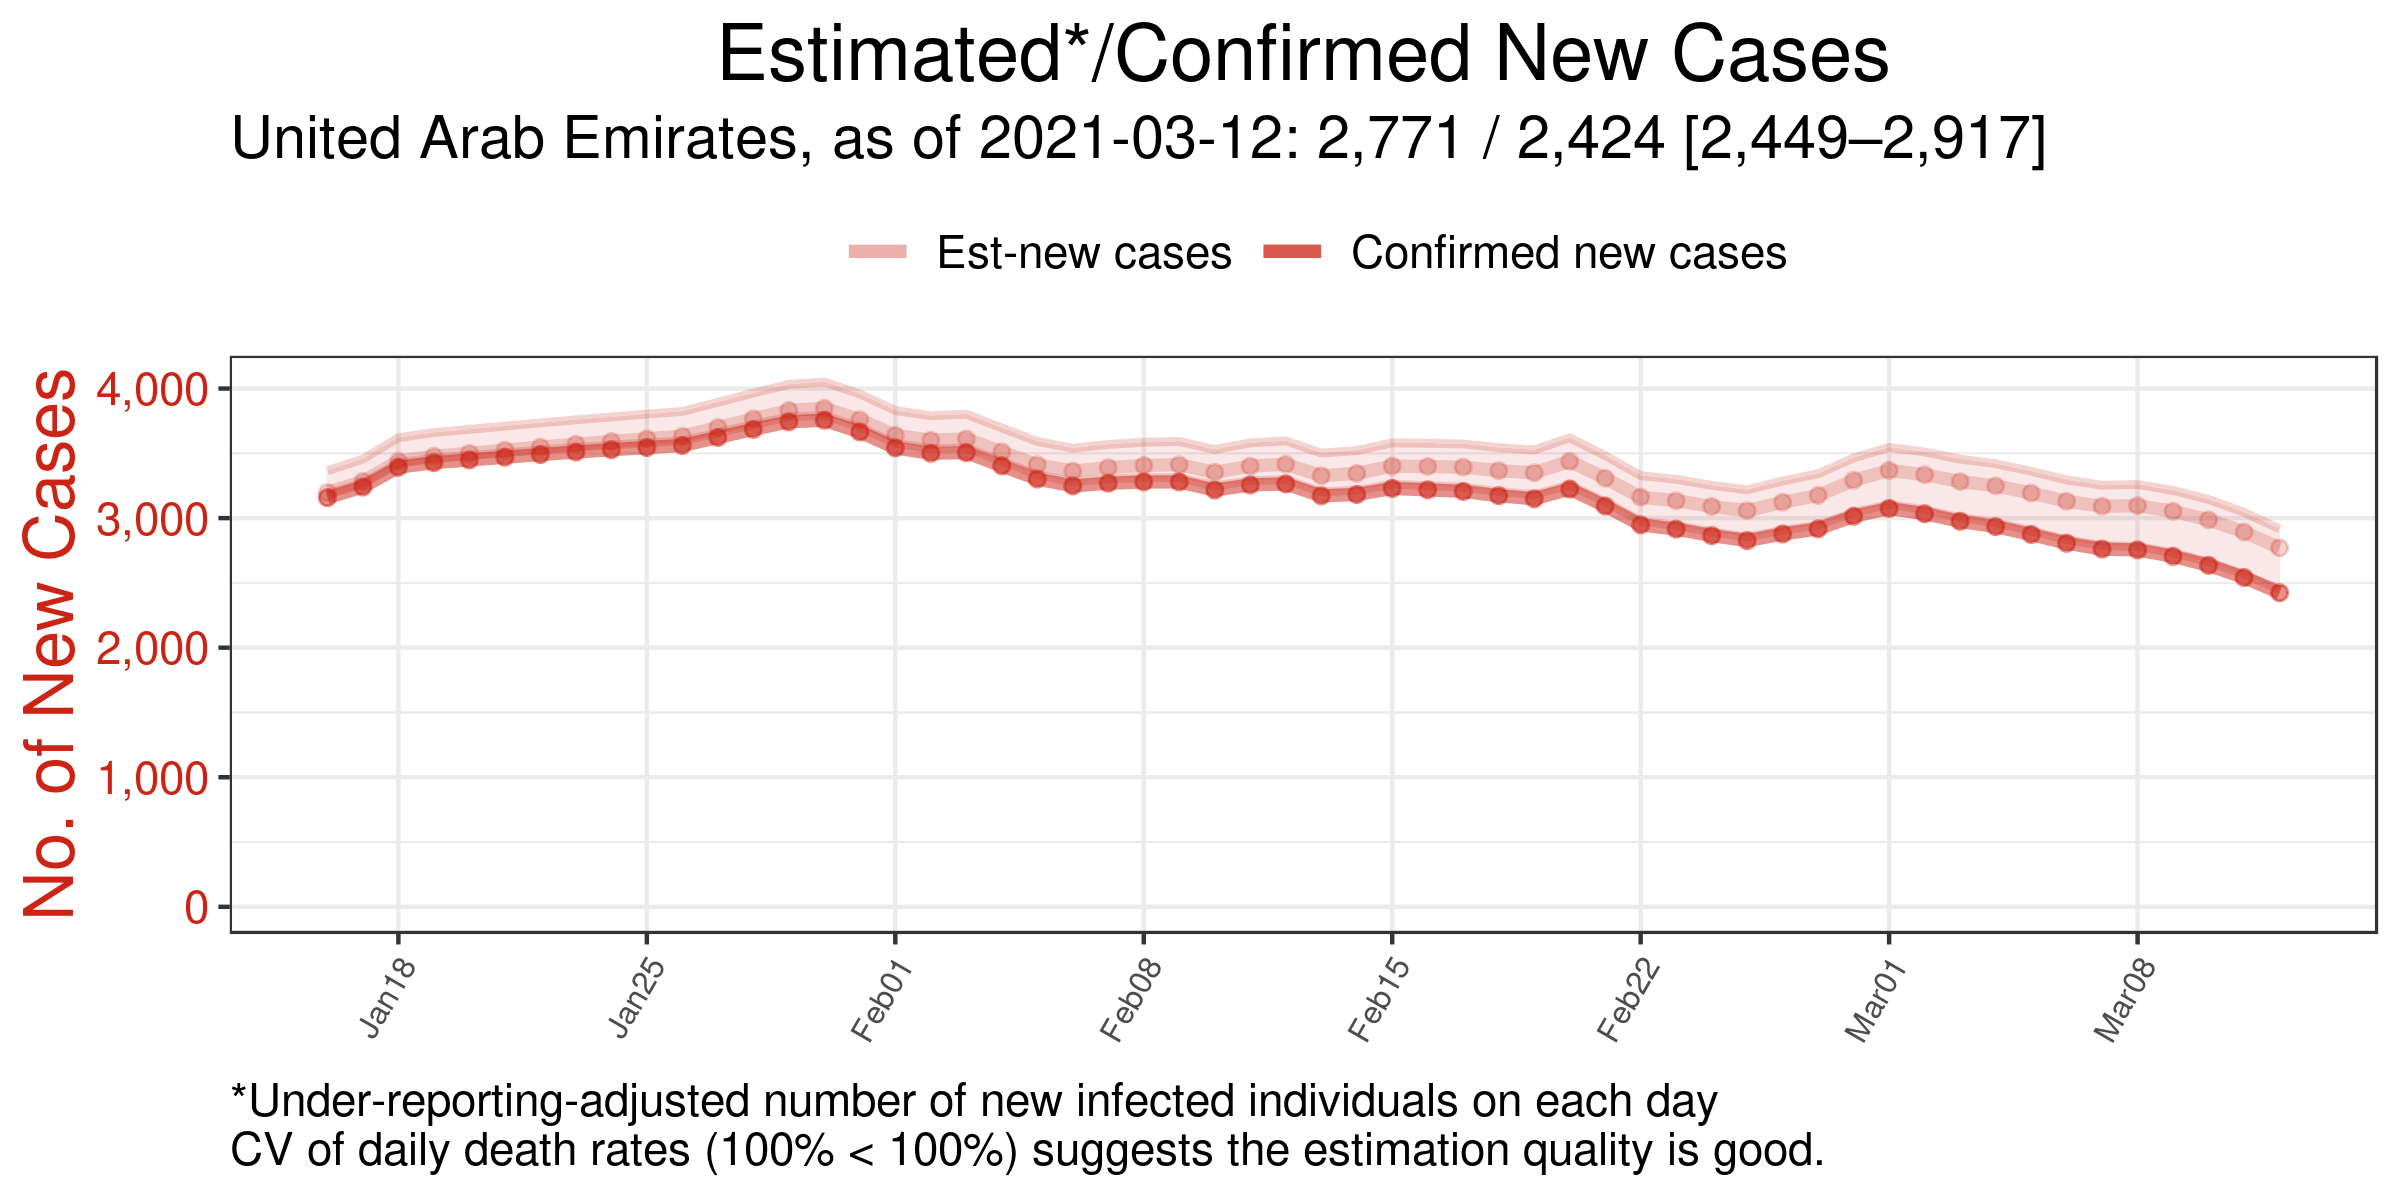 Estimated*/Confirmed New Cases
United Arab Emirates, as of 2021-03-12: 2,771 / 2,424 [2,449–2,917]
Est-new cases Confirmed new cases
No. of New Cases
4,000
3,000
2,000
1,000
0
Jan18 Jan25 Feb01 Feb08 Feb15 Feb22 Mar01 Mar08
*Under-reporting-adjusted number of new infected individuals on each day
CV of daily death rates (100% < 100%) suggests the estimation quality is good.